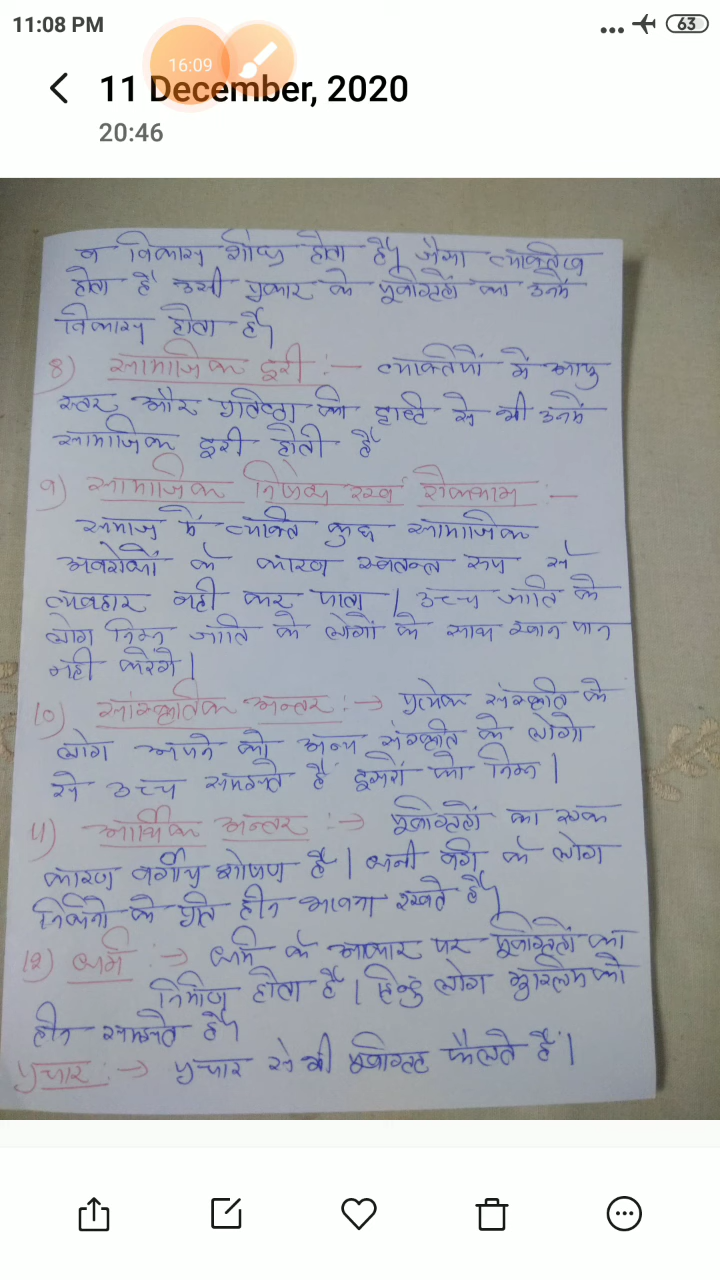 11:08 PM
63
16:09
11 December, 2020
20:46
व विकास शीघ्र होता है। जैसा व्यक्तित्व
होता है उसी प्रकार के पूर्वाग्रहों का उनमें
विकास होता है।
8) सामाजिक दूरी :— व्यक्तियों में आयु
स्तर और प्रतिष्ठा की दृष्टि से भी उनमें
सामाजिक दूरी होती है
9) सामाजिक निषेध एवं रोकथाम :—
समाज में व्यक्ति कुछ सामाजिक
अवरोधों के कारण स्वतन्त रूप से
व्यवहार नही कर पाता। उच्च जाति के
लोग निम्न जाति के लोगों के साथ खान पान
नही करेंगे।
10) सांस्कृतिक अन्तर :→ प्रत्येक संस्कृति के
लोग अपने को अन्य संस्कृति के लोगो
से उच्च समझते है दूसरों को निम्न।
11) आर्थिक अन्तर :→ पूर्वाग्रहों का एक
कारण वर्गीय शोषण है। धनी वर्ग के लोग
निर्धनो के प्रति हीन भावना रखते है।
12) धर्म :→ धर्म के आधार पर पूर्वाग्रहों का
निर्माण होता है। हिन्दु लोग मुस्लिम को
हीन समझते है।
प्रचार :→ प्रचार से भी पूर्वाग्रह फैलते है।